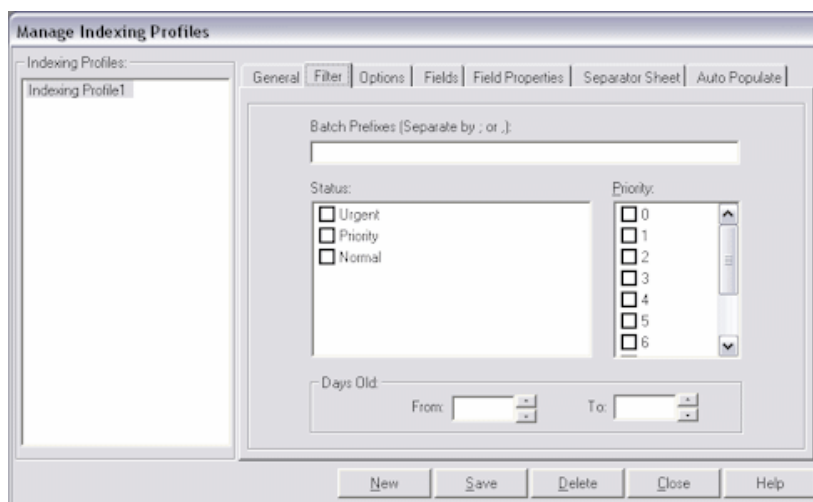 Manage Indexing Profiles
Indexing Profiles:
Indexing Profile1
General Filter Options Fields Field Properties Separator Sheet Auto Populate
Batch Prefixes (Separate by ; or ,):
Status:
Urgent
Priority
Normal
Priority:
0
1
2
3
4
5
6
Days Old:
From: To:
New Save Delete Close Help